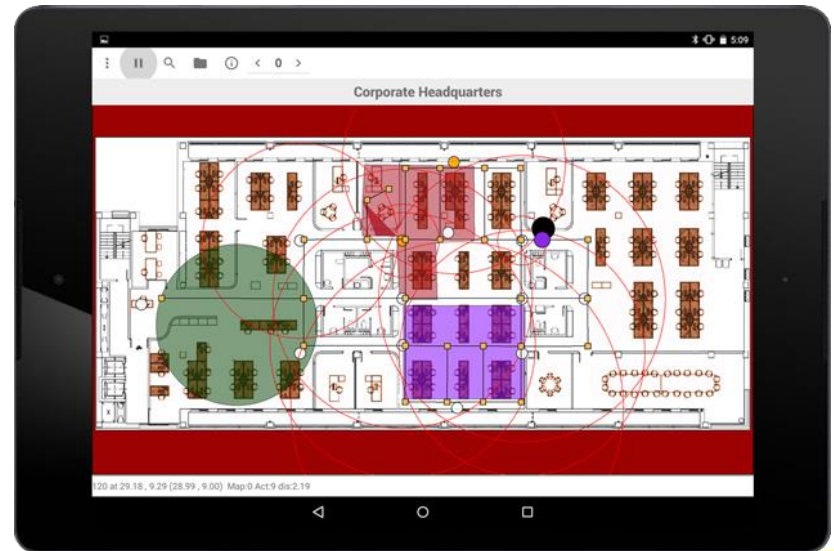 5:09
0
Corporate Headquarters
120 at 29.18 , 9.29 (28.99 , 9.00) Map:0 Act:9 dis:2.19